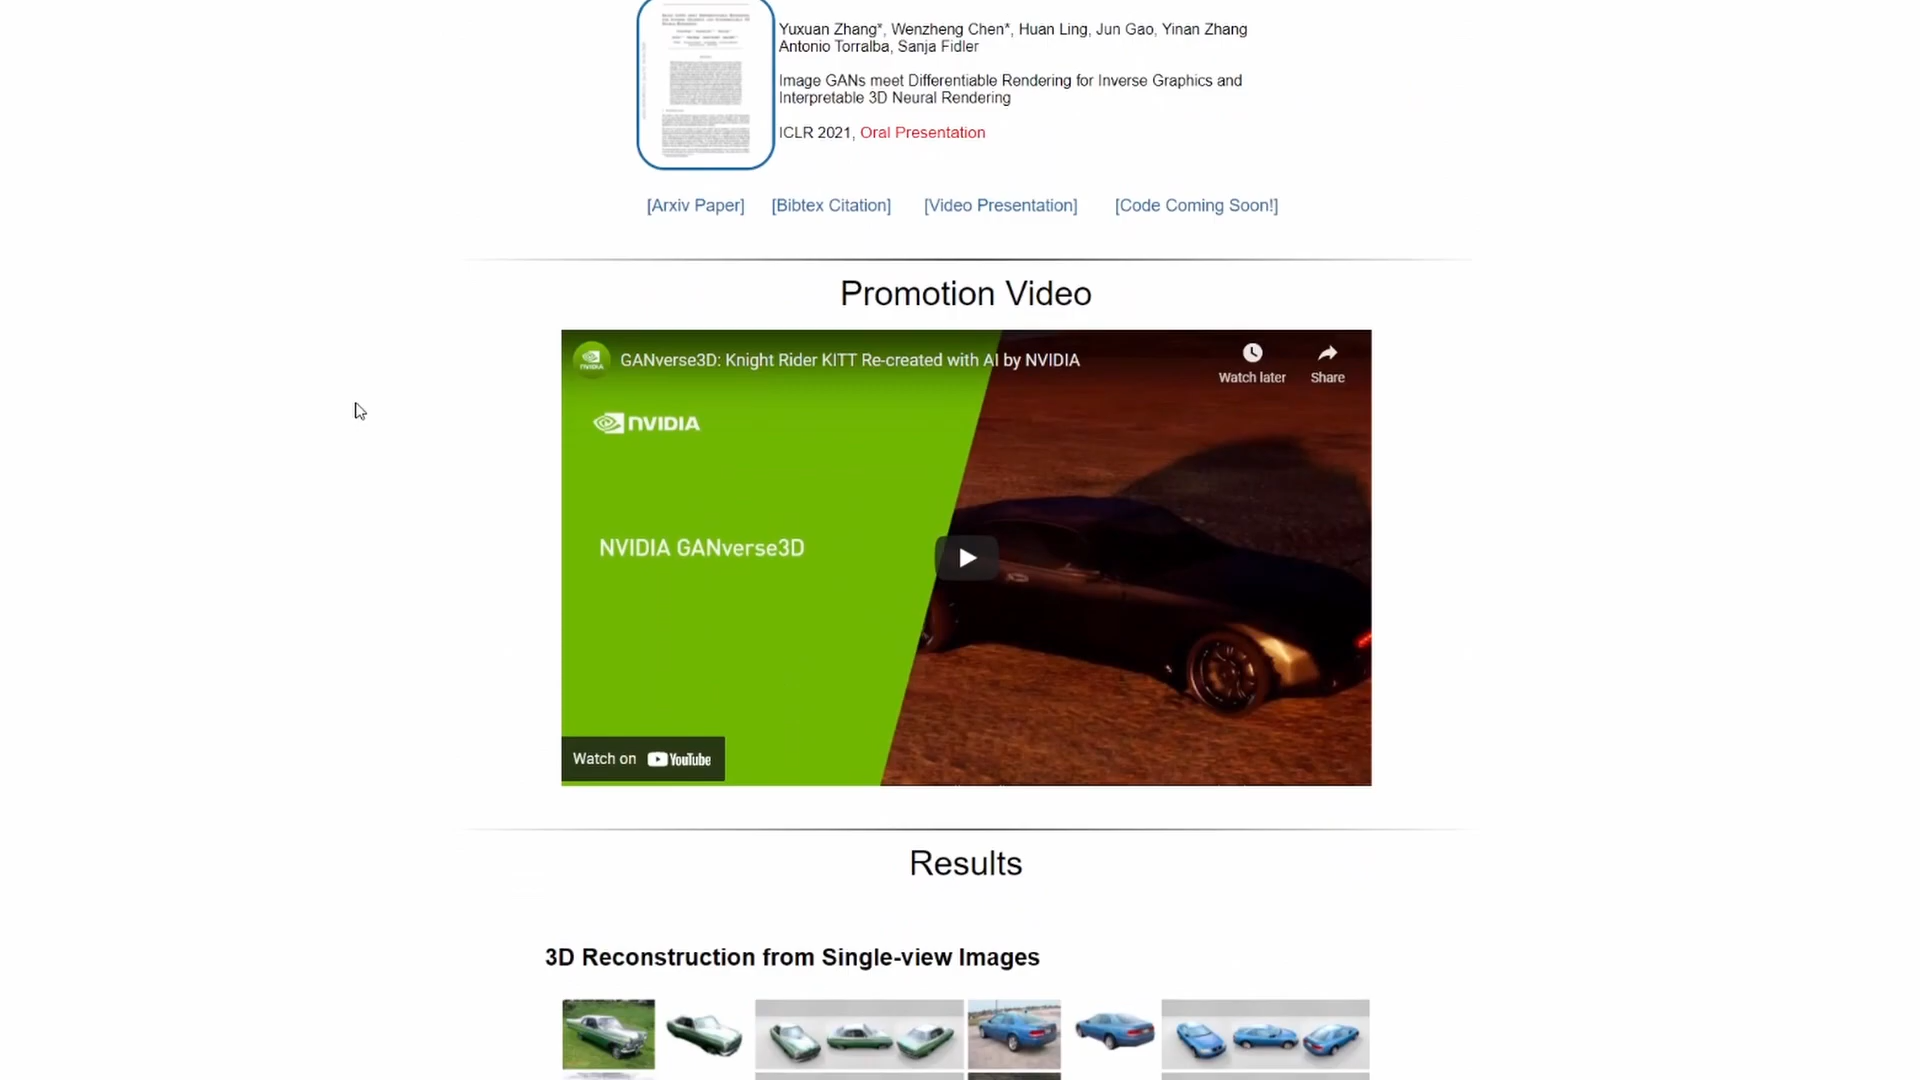 Yuxuan Zhang*, Wenzheng Chen*, Huan Ling, Jun Gao, Yinan Zhang
Antonio Torralba, Sanja Fidler
Image GANs meet Differentiable Rendering for Inverse Graphics and
Interpretable 3D Neural Rendering
ICLR 2021, Oral Presentation
[Arxiv Paper] [Bibtex Citation] [Video Presentation] [Code Coming Soon!]
Promotion Video
NVIDIA
GANverse3D: Knight Rider KITT Re-created with AI by NVIDIA
Watch later
Share
NVIDIA
NVIDIA GANverse3D
Watch on YouTube
Results
3D Reconstruction from Single-view Images